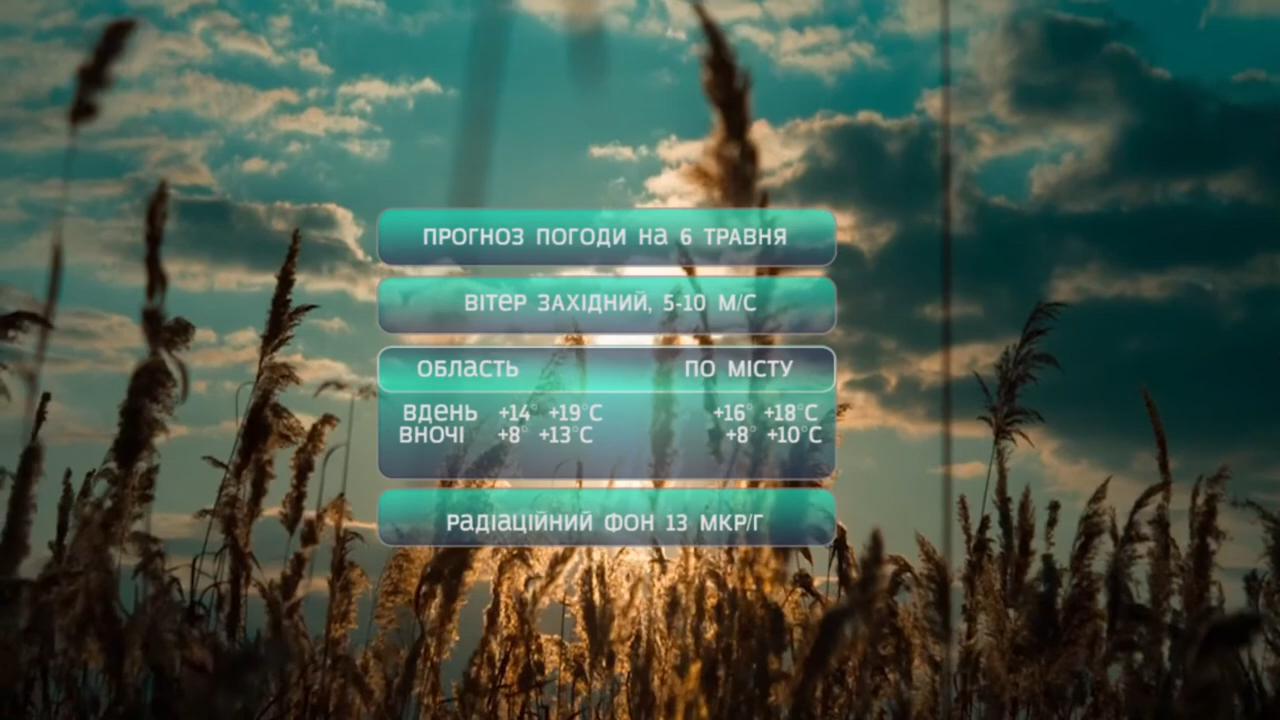 ПРОГНОЗ ПОГОДИ На 6 ТРАВНЯ
ВІТеР ЗАХІДНИЙ, 5-10 М/С
ОБЛАСТЬ ПО МІСТУ
ВДеНЬ +14° +19°С +16° +18°С
ВНОЧІ +8° +13°С +8° +10°С
РаДІАЦІЙНИЙ ФОН 13 МКР/Г